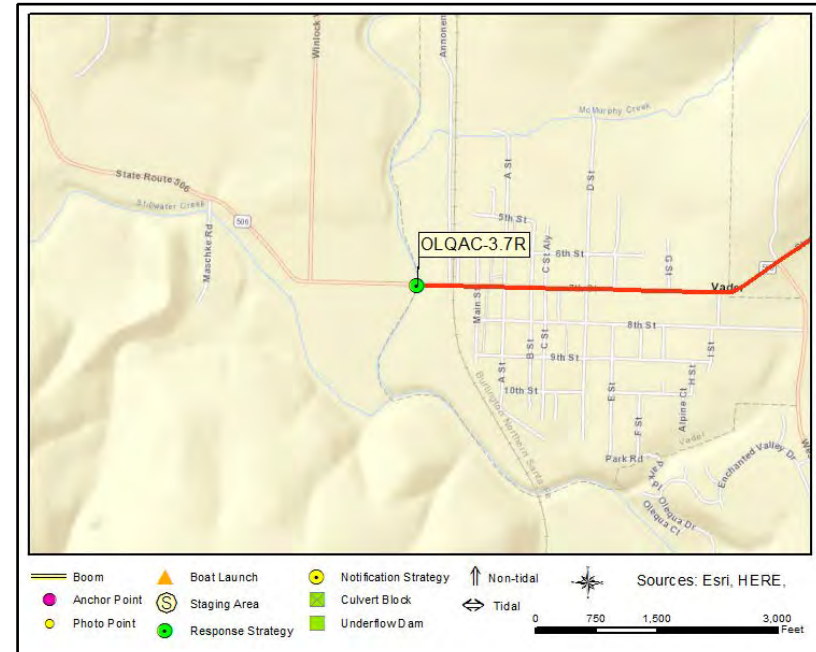 Winlock V
Annonen
McMurphy Creek
State Route 506
Stillwater Creek
506
Maschke Rd
OLQAC-3.7R
A St
D St
5th St
C St Aly
6th St
G St
Vader
Main St
8th St
B St
C St
9th St
I St
A St
10th St
H St
E St
Alpine Ct
F St
Burlington Northern Santa Fe
Vader
Park Rd
Enchanted Valley Dr
Olequa Dr
Olequa Ct
Boom
Boat Launch
Notification Strategy
Non-tidal
Sources: Esri, HERE,
Anchor Point
S
Staging Area
Culvert Block
Tidal
Photo Point
Response Strategy
Underflow Dam
0 750 1,500 3,000
Feet